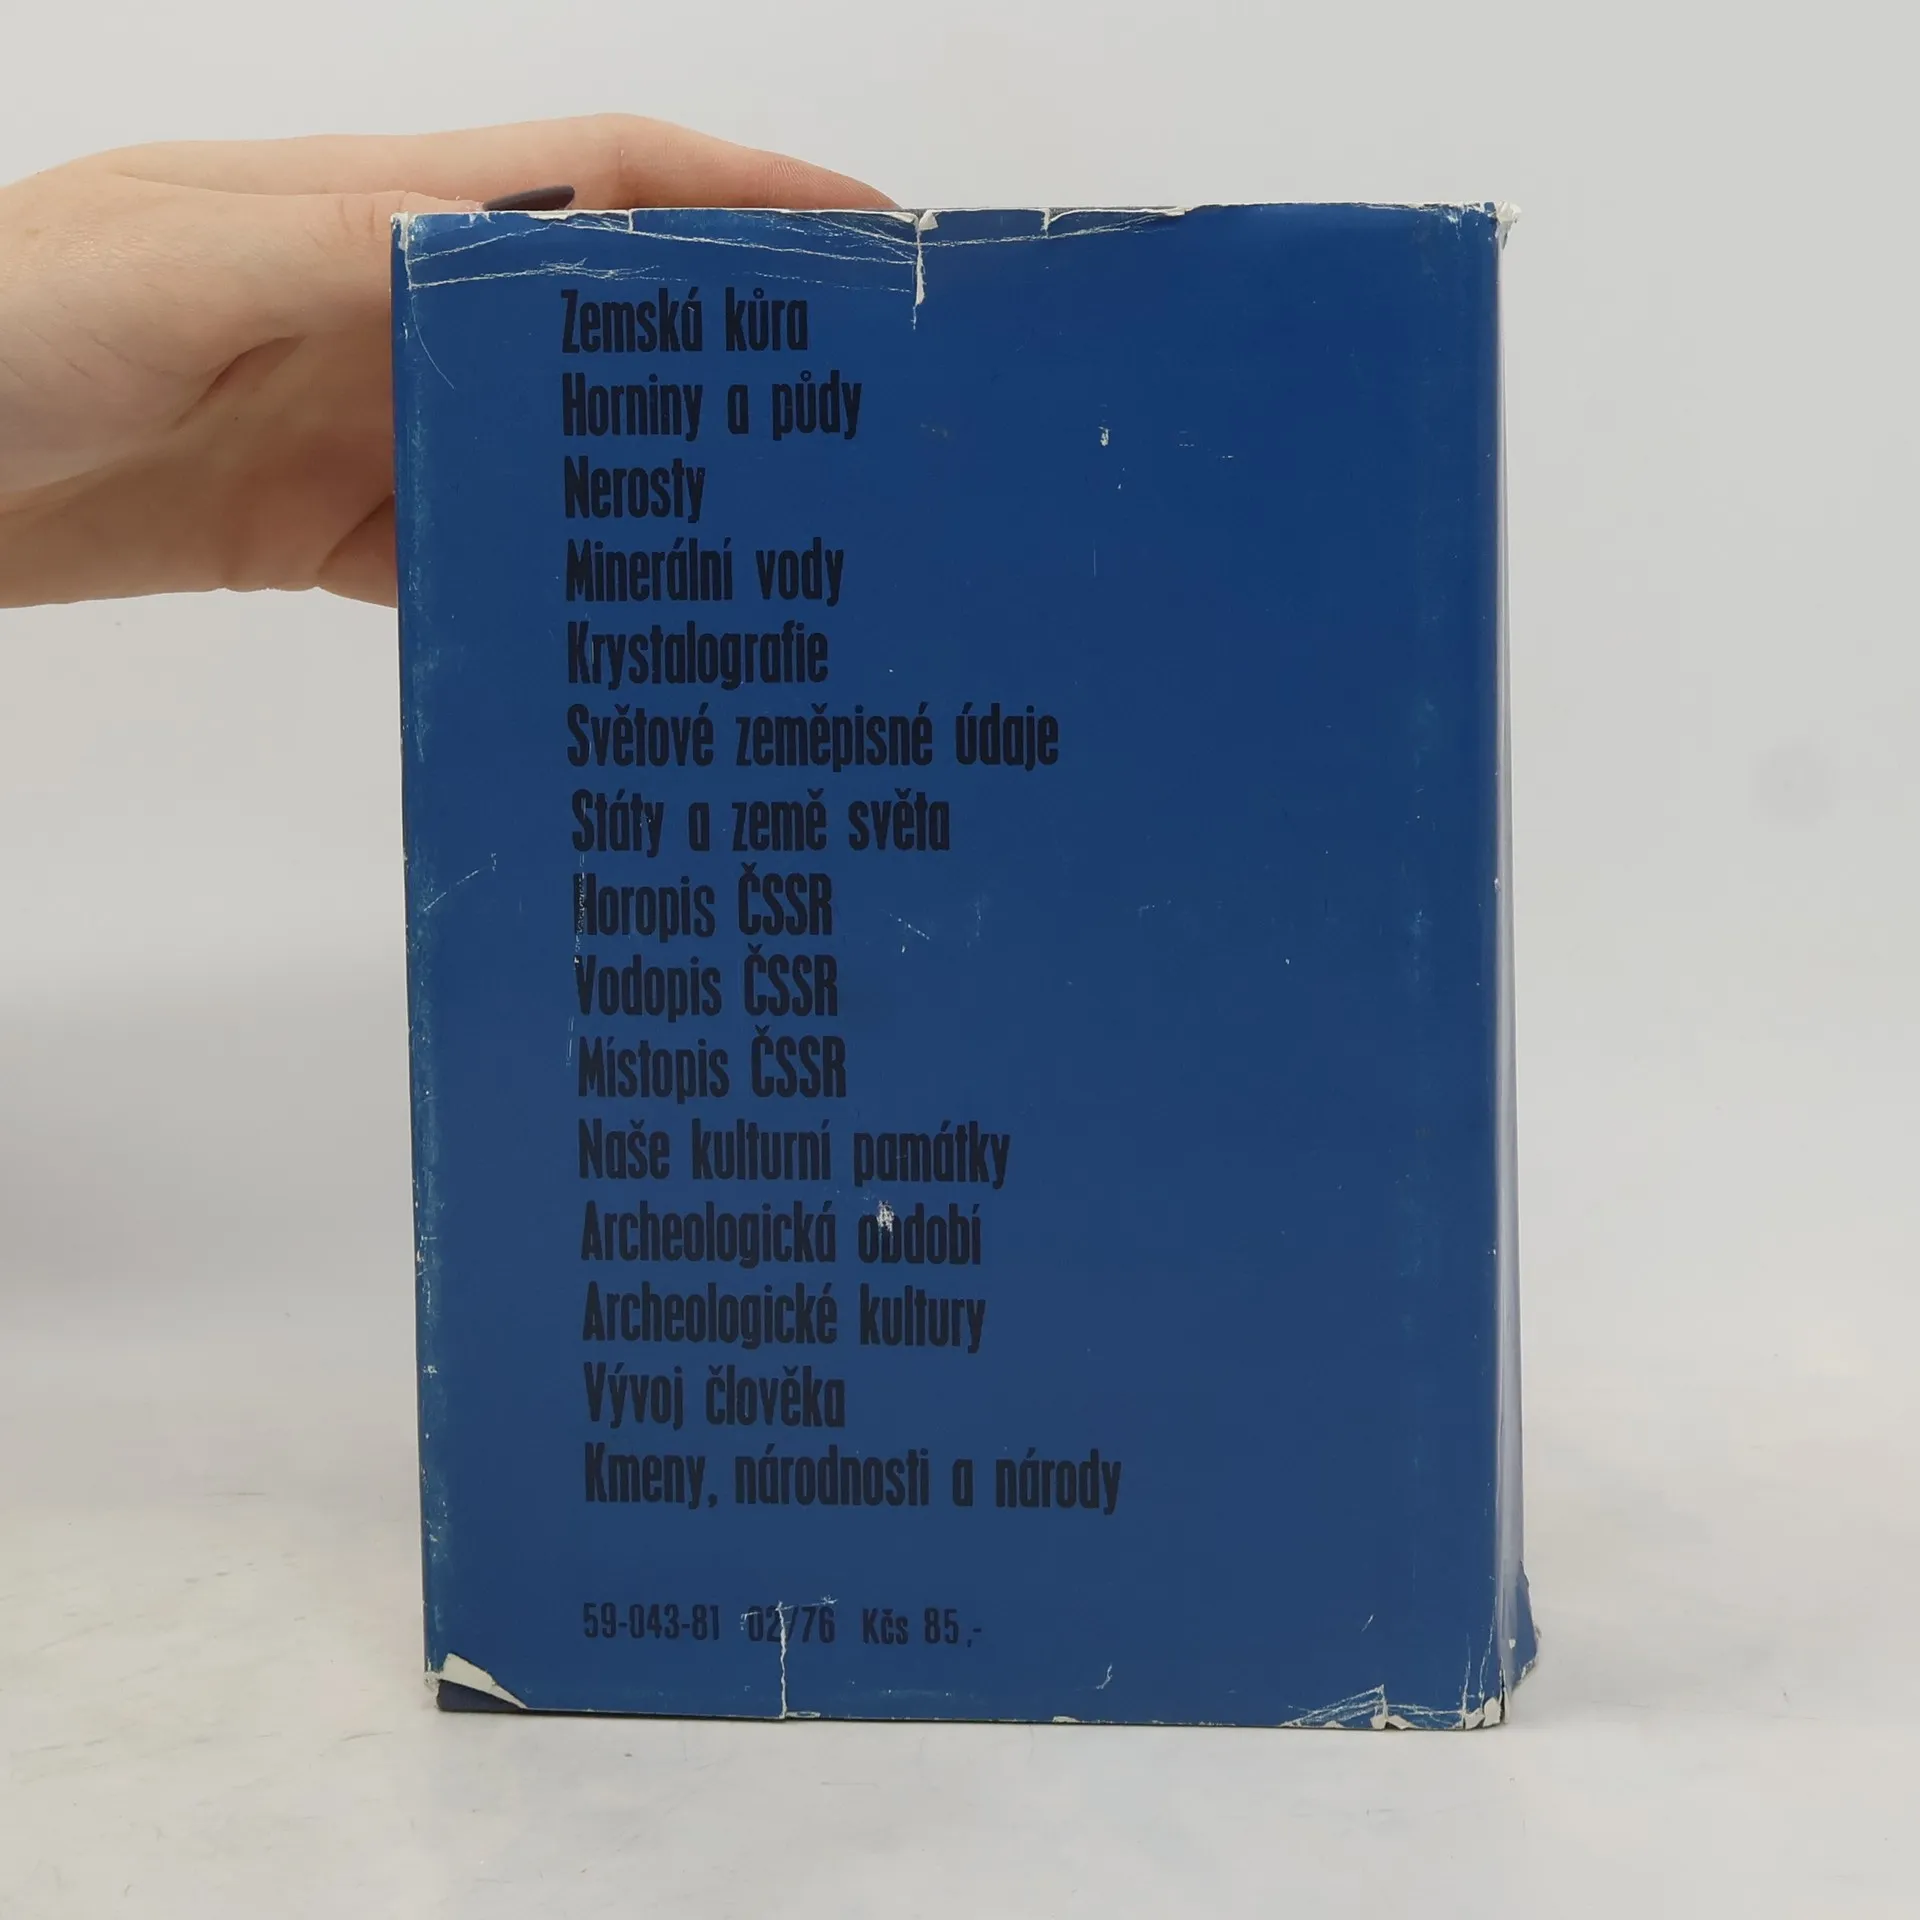 Zemská kůra
Horniny a půdy
Nerosty
Minerální vody
Krystalografie
Světové zeměpisné údaje
Státy a země světa
Horopis ČSSR
Vodopis ČSSR
Místopis ČSSR
Naše kulturní památky
Archeologická období
Archeologické kultury
Vývoj člověka
Kmeny, národnosti a národy
59-043-81 02/76 Kčs 85,-